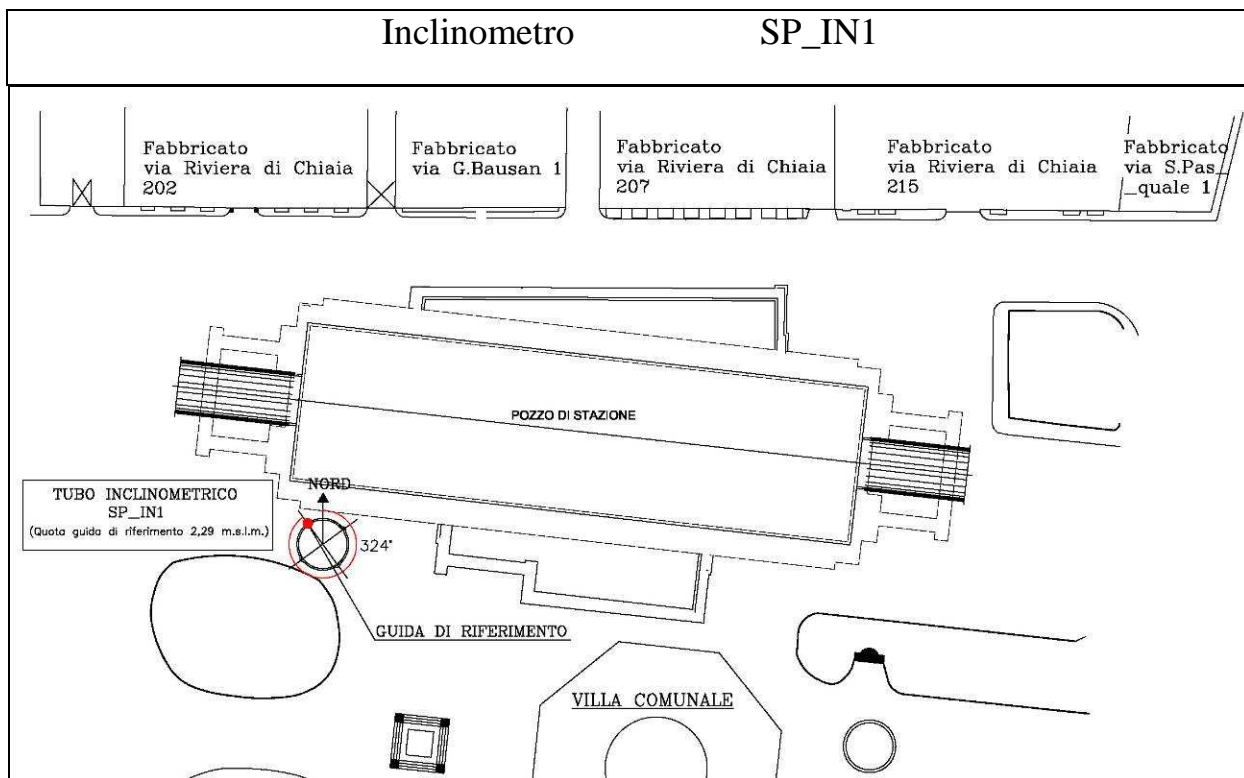 Inclinometro SP_IN1
Fabbricato
via Riviera di Chiaia
202
Fabbricato
via G.Bausan 1
Fabbricato
via Riviera di Chiaia
207
Fabbricato
via Riviera di Chiaia
215
Fabbricato
via S.Pas_
_quale 1
POZZO DI STAZIONE
TUBO INCLINOMETRICO
SP_IN1
(Quota guida di riferimento 2,29 m.s.l.m.)
NORD
324°
GUIDA DI RIFERIMENTO
VILLA COMUNALE